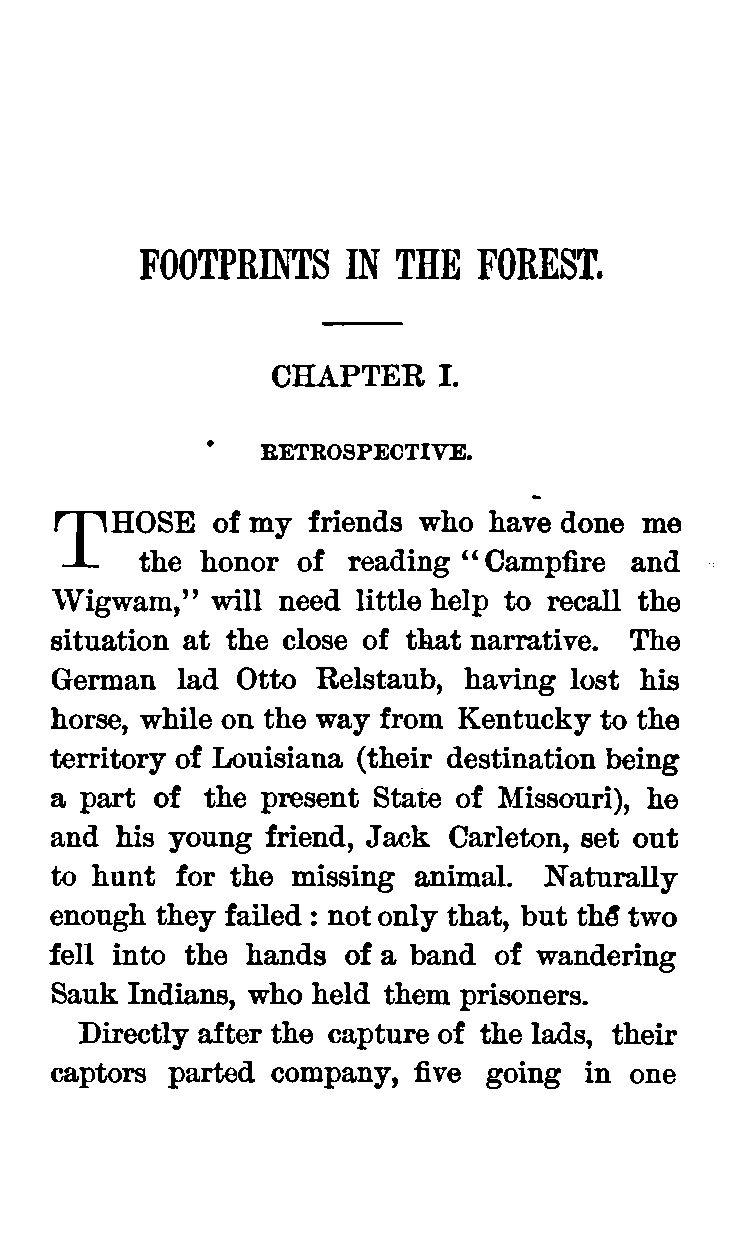 FOOTPRINTS IN THE FOREST.
CHAPTER I.
RETROSPECTIVE.
THOSE of my friends who have done me
the honor of reading "Campfire and
Wigwam," will need little help to recall the
situation at the close of that narrative. The
German lad Otto Relstaub, having lost his
horse, while on the way from Kentucky to the
territory of Louisiana (their destination being
a part of the present State of Missouri), he
and his young friend, Jack Carleton, set out
to hunt for the missing animal. Naturally
enough they failed : not only that, but the two
fell into the hands of a band of wandering
Sauk Indians, who held them prisoners.
Directly after the capture of the lads, their
captors parted company, five going in one